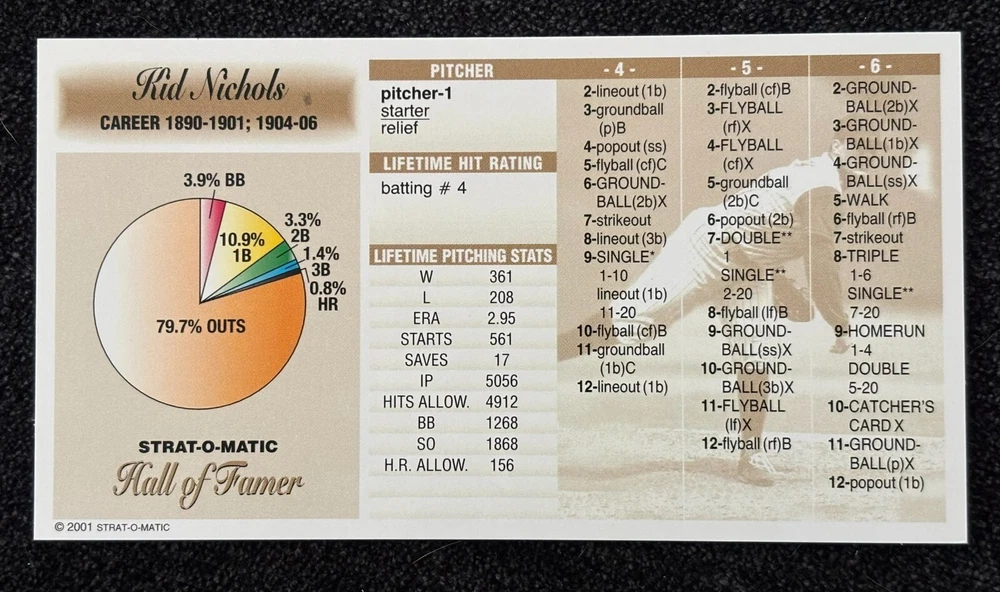 Kid Nichols
CAREER 1890-1901; 1904-06
3.9% BB
10.9%
1B
3.3%
2B
1.4%
3B
0.8%
HR
79.7% OUTS
STRAT-O-MATIC
Hall of Famer
© 2001 STRAT-O-MATIC
PITCHER
pitcher-1
starter
relief
LIFETIME HIT RATING
batting # 4
LIFETIME PITCHING STATS
W 361
L 208
ERA 2.95
STARTS 561
SAVES 17
IP 5056
HITS ALLOW. 4912
BB 1268
SO 1868
H.R. ALLOW. 156
- 4 -
2-lineout (1b)
3-groundball
(p)B
4-popout (ss)
5-flyball (cf)C
6-GROUND-
BALL(2b)X
7-strikeout
8-lineout (3b)
9-SINGLE*
1-10
lineout (1b)
11-20
10-flyball (cf)B
11-groundball
(1b)C
12-lineout (1b)
- 5 -
2-flyball (cf)B
3-FLYBALL
(rf)X
4-FLYBALL
(cf)X
5-groundball
(2b)C
6-popout (2b)
7-DOUBLE**
1
SINGLE**
2-20
8-flyball (lf)B
9-GROUND-
BALL(ss)X
10-GROUND-
BALL(3b)X
11-FLYBALL
(lf)X
12-flyball (rf)B
- 6 -
2-GROUND-
BALL(2b)X
3-GROUND-
BALL(1b)X
4-GROUND-
BALL(ss)X
5-WALK
6-flyball (rf)B
7-strikeout
8-TRIPLE
1-6
SINGLE**
7-20
9-HOMERUN
1-4
DOUBLE
5-20
10-CATCHER'S
CARD X
11-GROUND-
BALL(p)X
12-popout (1b)